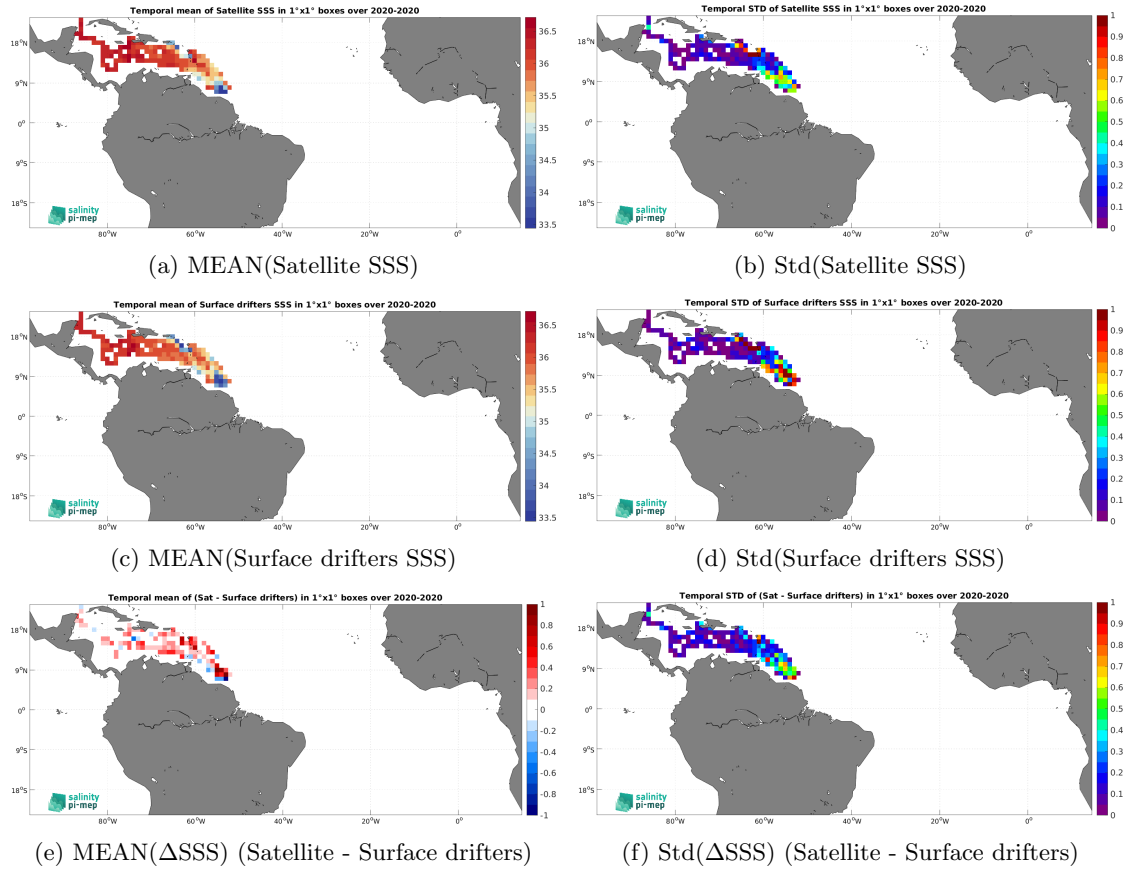 Temporal mean of Satellite SSS in 1°x1° boxes over 2020-2020
18°N
9°N
0°
9°S
18°S
80°W
60°W
40°W
20°W
0°
36.5
36
35.5
35
34.5
34
33.5
salinity
pi-mep
(a) MEAN(Satellite SSS)
Temporal STD of Satellite SSS in 1°x1° boxes over 2020-2020
18°N
9°N
0°
9°S
18°S
80°W
60°W
40°W
20°W
0°
1
0.9
0.8
0.7
0.6
0.5
0.4
0.3
0.2
0.1
0
salinity
pi-mep
(b) Std(Satellite SSS)
Temporal mean of Surface drifters SSS in 1°x1° boxes over 2020-2020
18°N
9°N
0°
9°S
18°S
80°W
60°W
40°W
20°W
0°
36.5
36
35.5
35
34.5
34
33.5
salinity
pi-mep
(c) MEAN(Surface drifters SSS)
Temporal STD of Surface drifters SSS in 1°x1° boxes over 2020-2020
18°N
9°N
0°
9°S
18°S
80°W
60°W
40°W
20°W
0°
1
0.9
0.8
0.7
0.6
0.5
0.4
0.3
0.2
0.1
0
salinity
pi-mep
(d) Std(Surface drifters SSS)
Temporal mean of (Sat - Surface drifters) in 1°x1° boxes over 2020-2020
18°N
9°N
0°
9°S
18°S
80°W
60°W
40°W
20°W
0°
1
0.8
0.6
0.4
0.2
0
-0.2
-0.4
-0.6
-0.8
-1
salinity
pi-mep
(e) MEAN(ΔSSS) (Satellite - Surface drifters)
Temporal STD of (Sat - Surface drifters) in 1°x1° boxes over 2020-2020
18°N
9°N
0°
9°S
18°S
80°W
60°W
40°W
20°W
0°
1
0.9
0.8
0.7
0.6
0.5
0.4
0.3
0.2
0.1
0
salinity
pi-mep
(f) Std(ΔSSS) (Satellite - Surface drifters)